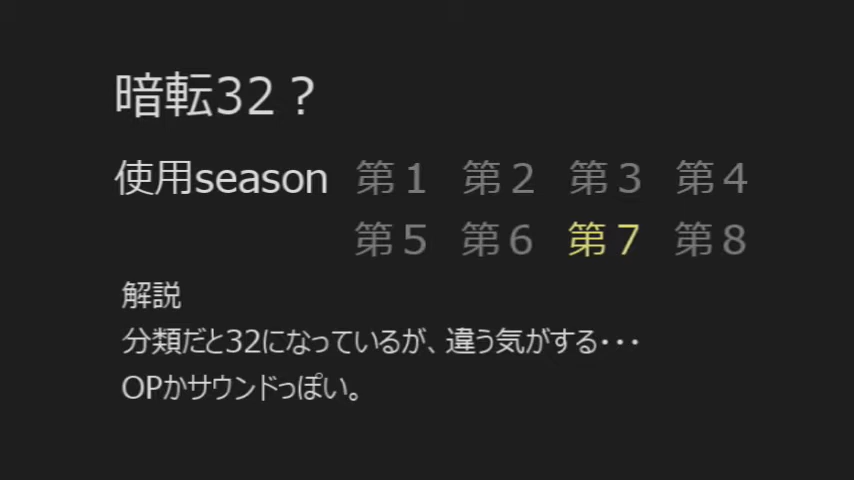 暗転32？
使用season 第１ 第２ 第３ 第４
第５ 第６ 第７ 第８
解説
分類だと32になっているが、違う気がする・・・
OPかサウンドっぽい。